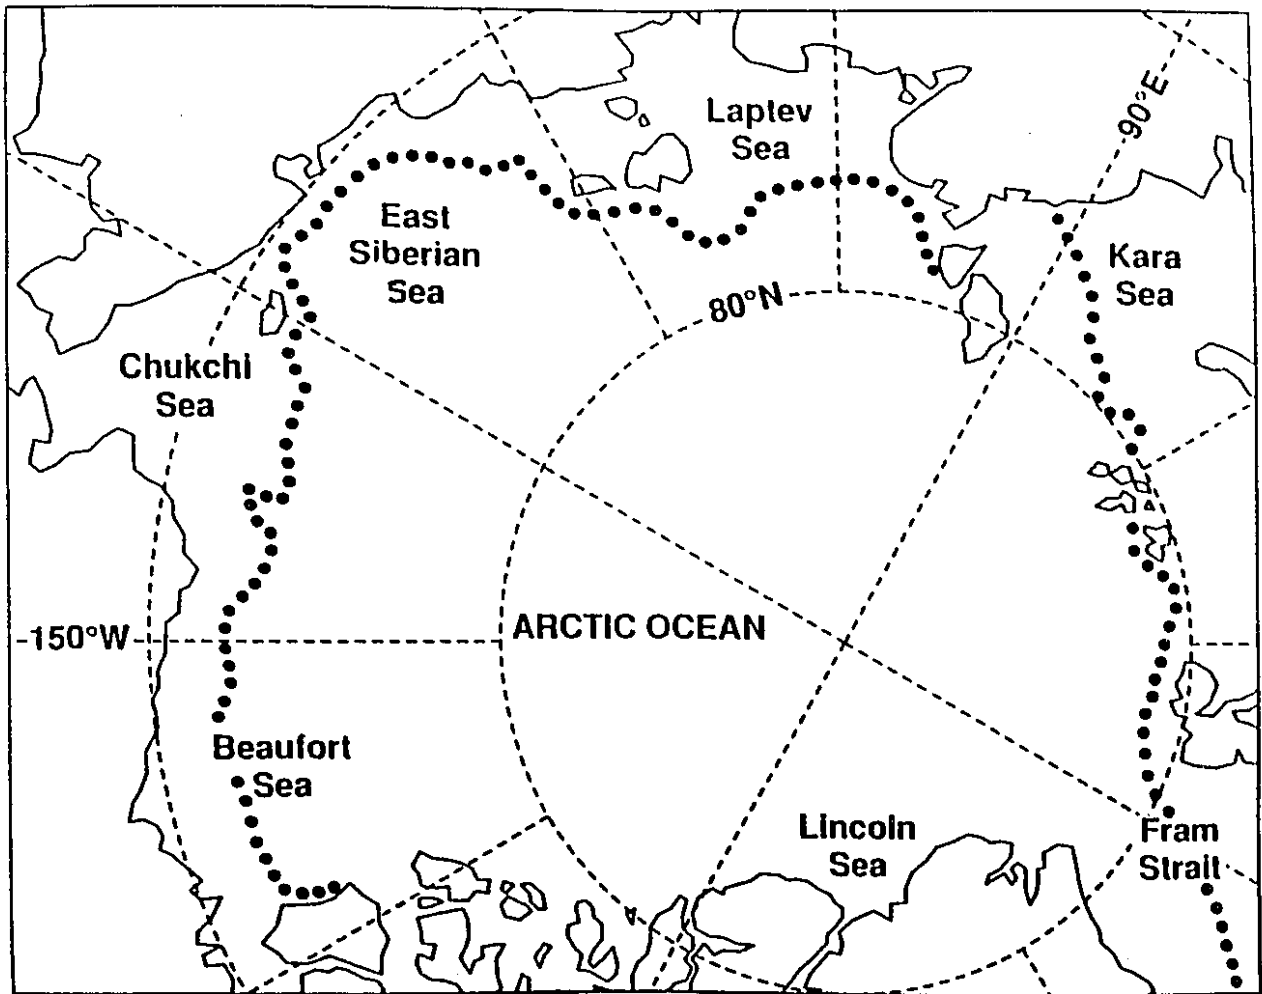 Laptev
Sea
90°E
East
Siberian
Sea
Kara
Sea
80°N
Chukchi
Sea
150°W
ARCTIC OCEAN
Beaufort
Sea
Lincoln
Sea
Fram
Strait